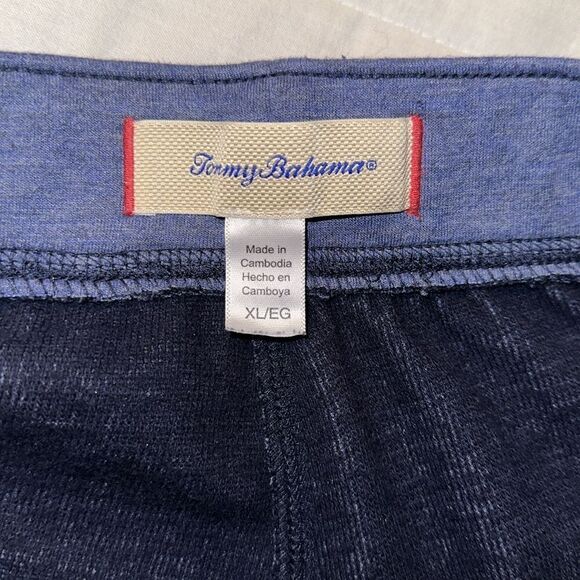 Tommy Bahama®
Made in
Cambodia
Hecho en
Camboya
XL/EG